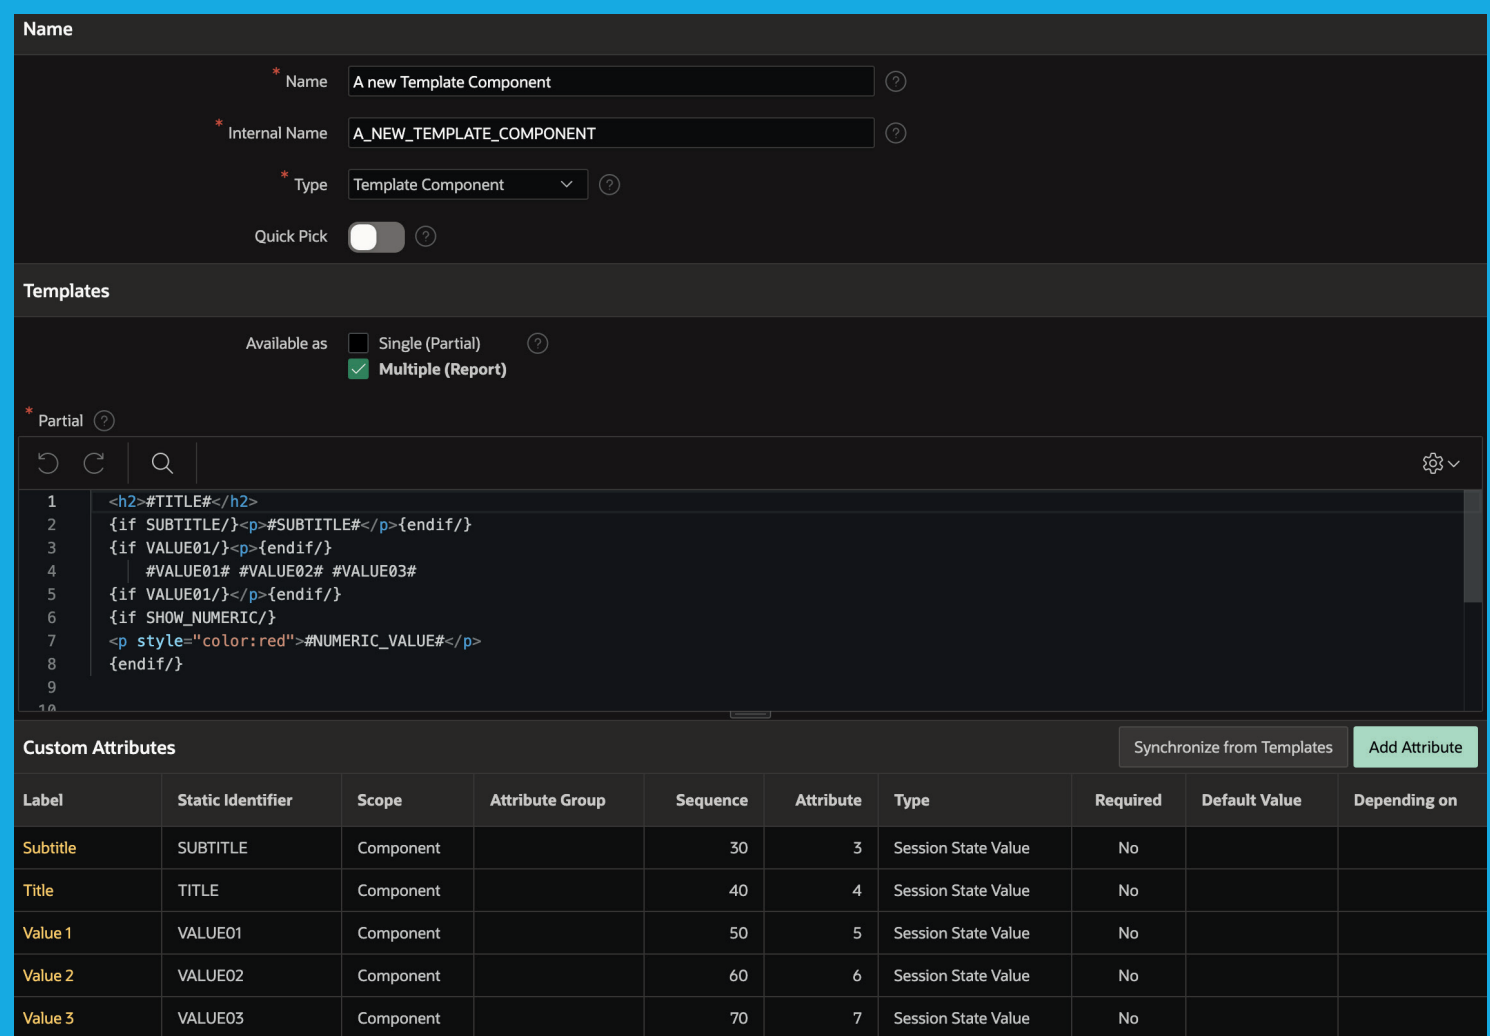 Name
* Name A new Template Component ?
* Internal Name A_NEW_TEMPLATE_COMPONENT ?
* Type Template Component ?
Quick Pick ?
Templates
Available as Single (Partial) ?
Multiple (Report)
* Partial ?
1 <h2>#TITLE#</h2>
2 {if SUBTITLE/}<p>#SUBTITLE#</p>{endif/}
3 {if VALUE01/}<p>{endif/}
4 #VALUE01# #VALUE02# #VALUE03#
5 {if VALUE01/}</p>{endif/}
6 {if SHOW_NUMERIC/}
7 <p style="color:red">#NUMERIC_VALUE#</p>
8 {endif/}
9
10
Custom Attributes Synchronize from Templates Add Attribute
Label Static Identifier Scope Attribute Group Sequence Attribute Type Required Default Value Depending on
Subtitle SUBTITLE Component 30 3 Session State Value No
Title TITLE Component 40 4 Session State Value No
Value 1 VALUE01 Component 50 5 Session State Value No
Value 2 VALUE02 Component 60 6 Session State Value No
Value 3 VALUE03 Component 70 7 Session State Value No